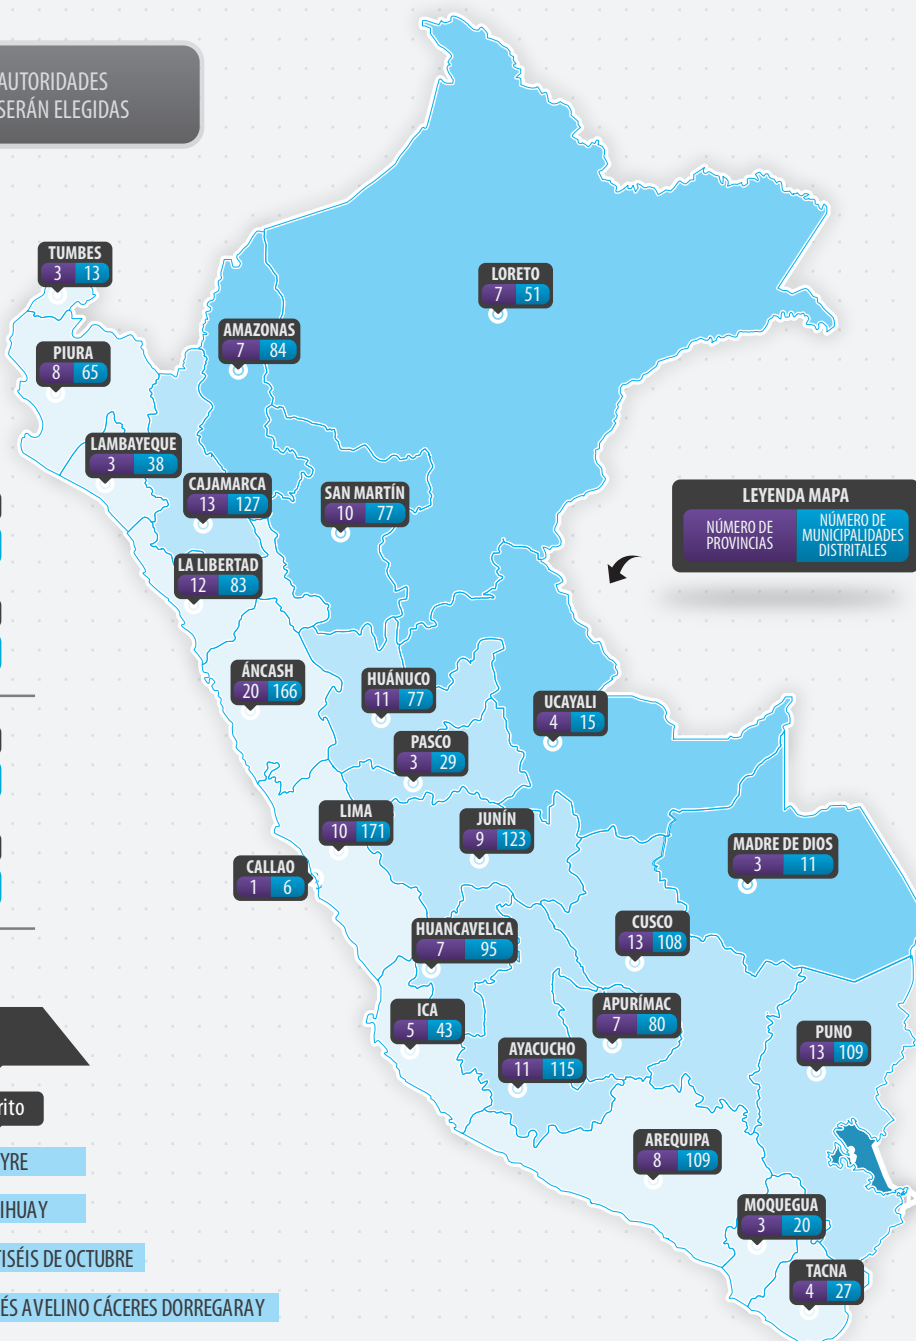 AUTORIDADES
SERÁN ELEGIDAS
TUMBES
3 13
LORETO
7 51
AMAZONAS
7 84
PIURA
8 65
LAMBAYEQUE
3 38
CAJAMARCA
13 127
SAN MARTÍN
10 77
LEYENDA MAPA
NÚMERO DE
PROVINCIAS
NÚMERO DE
MUNICIPALIDADES
DISTRITALES
LA LIBERTAD
12 83
ÁNCASH
20 166
HUÁNUCO
11 77
UCAYALI
4 15
PASCO
3 29
LIMA
10 171
JUNÍN
9 123
MADRE DE DIOS
3 11
CALLAO
1 6
HUANCAVELICA
7 95
CUSCO
13 108
ICA
5 43
APURÍMAC
7 80
PUNO
13 109
AYACUCHO
11 115
rito
YRE
AREQUIPA
8 109
IHUAY
MOQUEGUA
3 20
TISÉIS DE OCTUBRE
TACNA
4 27
ÉS AVELINO CÁCERES DORREGARAY